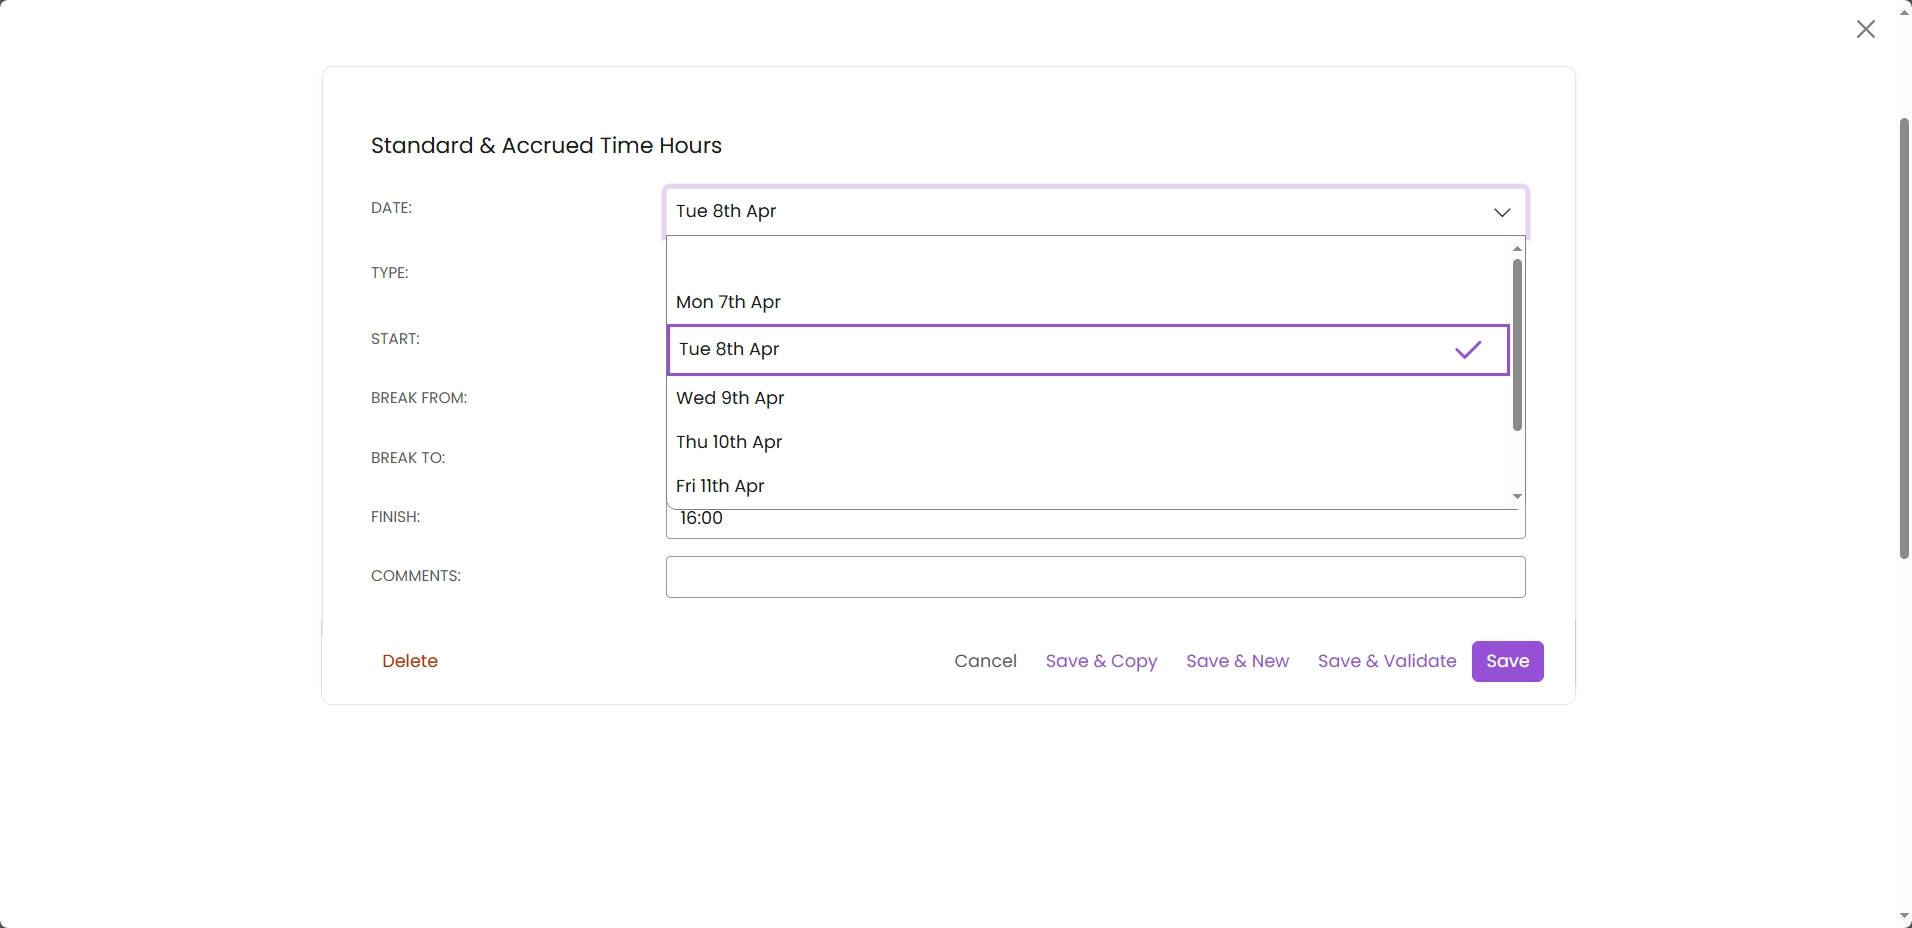 Standard & Accrued Time Hours
DATE:
Tue 8th Apr
TYPE:
Mon 7th Apr
START:
Tue 8th Apr
BREAK FROM:
Wed 9th Apr
Thu 10th Apr
BREAK TO:
Fri 11th Apr
FINISH:
16:00
COMMENTS:
Delete
Cancel
Save & Copy
Save & New
Save & Validate
Save